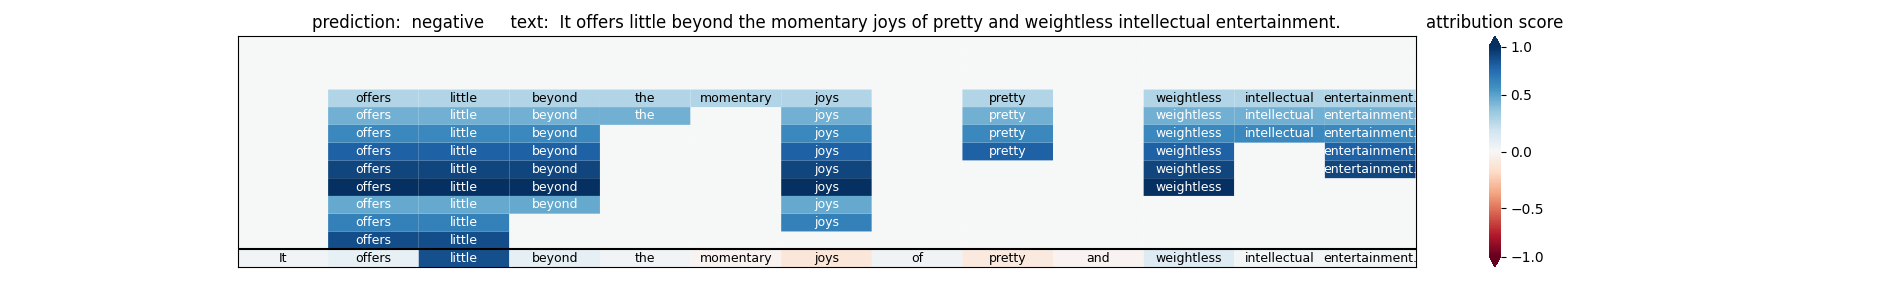 prediction: negative text: It offers little beyond the momentary joys of pretty and weightless intellectual entertainment. attribution score
1.0
offers little beyond the momentary joys pretty weightless intellectual entertainment.
0.5
offers little beyond the joys pretty weightless intellectual entertainment.
offers little beyond joys pretty weightless intellectual entertainment.
offers little beyond joys pretty weightless entertainment.
0.0
offers little beyond joys weightless entertainment.
offers little beyond joys weightless
offers little beyond joys
−0.5
offers little joys
offers little
It offers little beyond the momentary joys of pretty and weightless intellectual entertainment.
−1.0